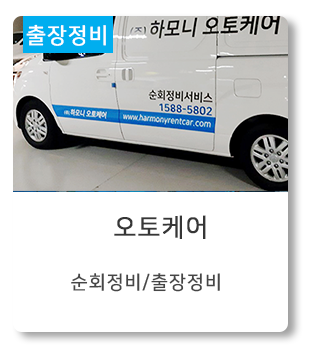 출장정비
(주) 하모니 오토케어
순회정비서비스
1588-5802
(주) 하모니 오토케어
www.harmonyrentcar.com
오토케어
순회정비/출장정비